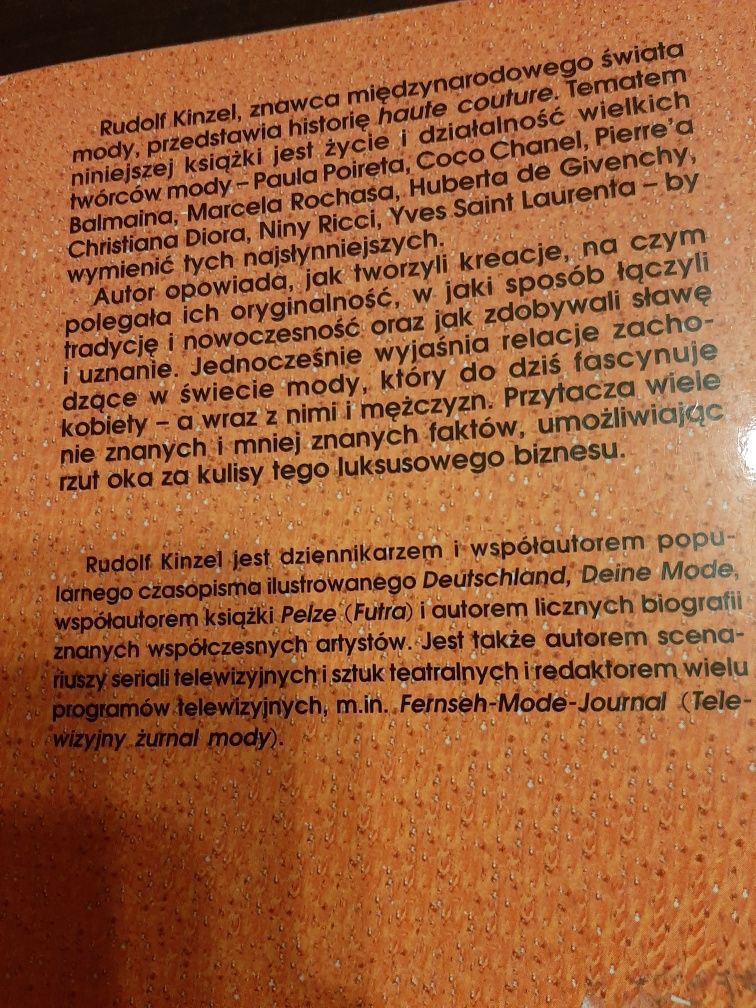 Rudolf Kinzel, znawca międzynarodowego świata
mody, przedstawia historię haute couture. Tematem
niniejszej książki jest życie i działalność wielkich
twórców mody – Paula Poireta, Coco Chanel, Pierre'a
Balmaina, Marcela Rochasa, Huberta de Givenchy,
Christiana Diora, Niny Ricci, Yves Saint Laurenta – by
wymienić tych najsłynniejszych.
Autor opowiada, jak tworzyli kreacje, na czym
polegała ich oryginalność, w jaki sposób łączyli
tradycję i nowoczesność oraz jak zdobywali sławę
i uznanie. Jednocześnie wyjaśnia relacje zacho-
dzące w świecie mody, który do dziś fascynuje
kobiety – a wraz z nimi i mężczyzn. Przytacza wiele
nie znanych i mniej znanych faktów, umożliwiając
rzut oka za kulisy tego luksusowego biznesu.
Rudolf Kinzel jest dziennikarzem i współautorem popu-
larnego czasopisma ilustrowanego Deutschland, Deine Mode,
współautorem książki Pelze (Futra) i autorem licznych biografii
znanych współczesnych artystów. Jest także autorem scena-
riuszy seriali telewizyjnych i sztuk teatralnych i redaktorem wielu
programów telewizyjnych, m.in. Fernseh-Mode-Journal (Tele-
wizyjny żurnal mody).